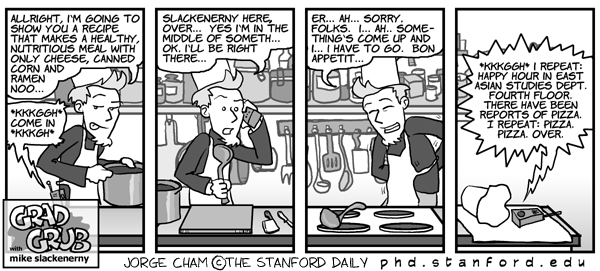 ALLRIGHT, I'M GOING TO
SHOW YOU A RECIPE
THAT MAKES A HEALTHY,
NUTRITIOUS MEAL WITH
ONLY CHEESE, CANNED
CORN AND
RAMEN
NOO...
*KKKGGH*
COME IN
*KKKGH*
GRAD
GRUB
with
mike slackenerny
SLACKENERNY HERE,
OVER... YES I'M IN THE
MIDDLE OF SOMETH...
OK. I'LL BE RIGHT
THERE...
ER... AH... SORRY.
FOLKS. I... AH.. SOME-
THING'S COME UP AND
I... I HAVE TO GO. BON
APPETIT...
*KKKGGH* I REPEAT:
HAPPY HOUR IN EAST
ASIAN STUDIES DEPT.
FOURTH FLOOR.
THERE HAVE BEEN
REPORTS OF PIZZA.
I REPEAT: PIZZA.
PIZZA. OVER.
JORGE CHAM ©THE STANFORD DAILY phd.stanford.edu